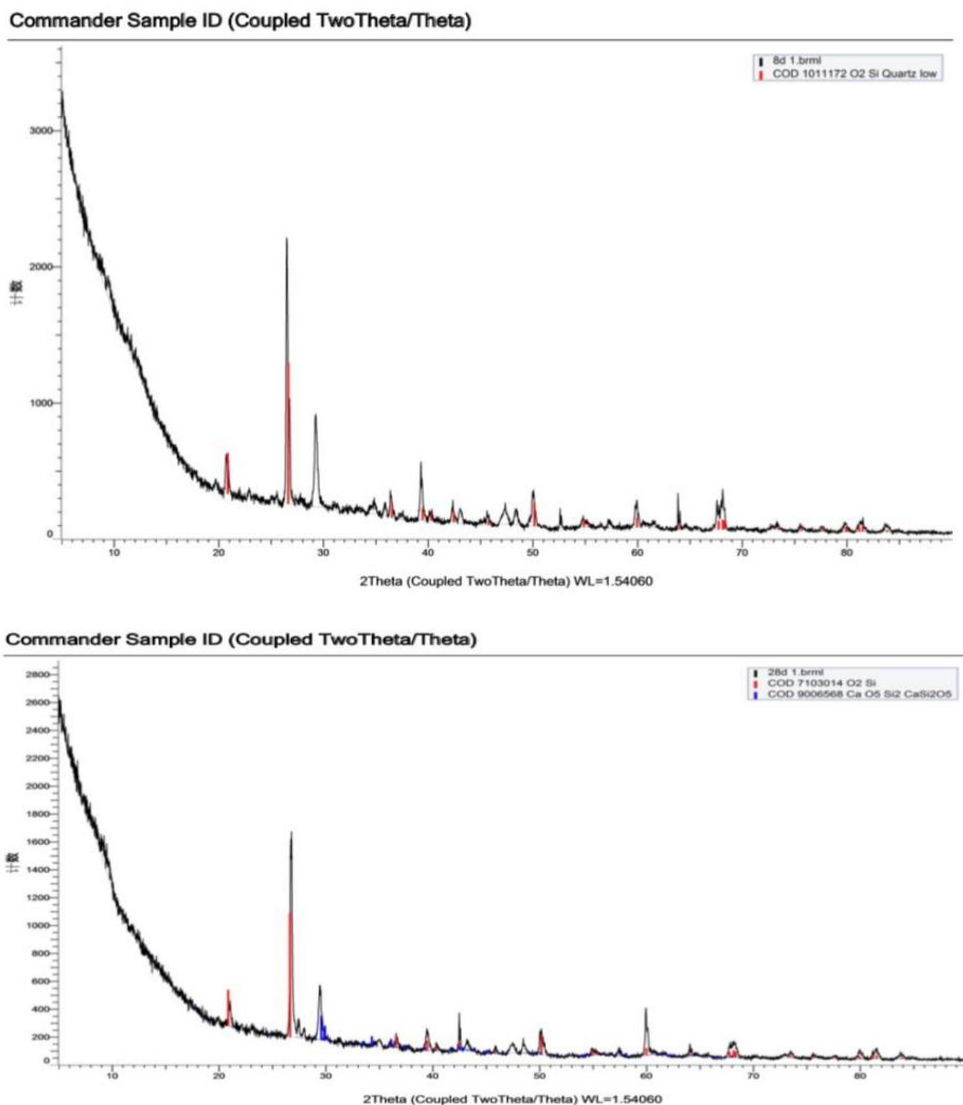 Commander Sample ID (Coupled TwoTheta/Theta)
8d 1.brml
COD 1011172 O2 Si Quartz low
3000
2000
计数
1000
0
10 20 30 40 50 60 70 80
2Theta (Coupled TwoTheta/Theta) WL=1.54060
Commander Sample ID (Coupled TwoTheta/Theta)
28d 1.brml
COD 7103014 O2 Si
COD 9006568 Ca O5 Si2 CaSi2O5
2800
2600
2400
2200
2000
1800
1600
1400
计数
1200
1000
800
600
400
200
0
10 20 30 40 50 60 70 80
2Theta (Coupled TwoTheta/Theta) WL=1.54060